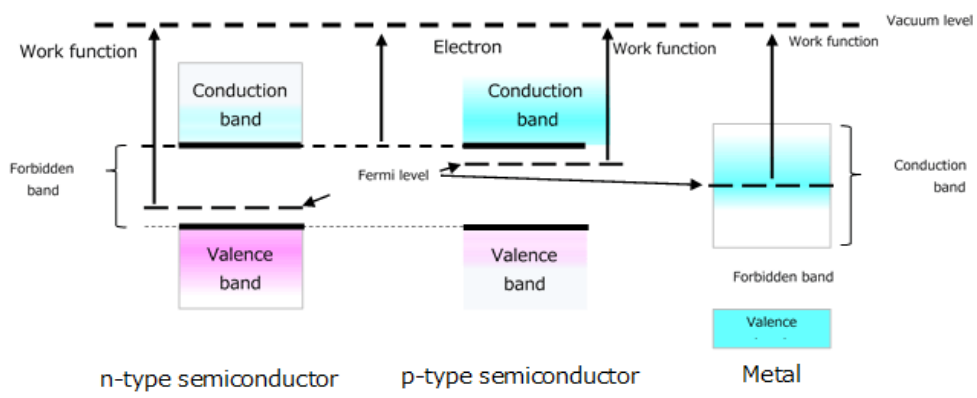 Vacuum level
Work function
Electron
Work function
Work function
Conduction
band
Conduction
band
Forbidden
band
Fermi level
Conduction
band
Valence
band
Valence
band
Forbidden band
Valence
n-type semiconductor
p-type semiconductor
Metal